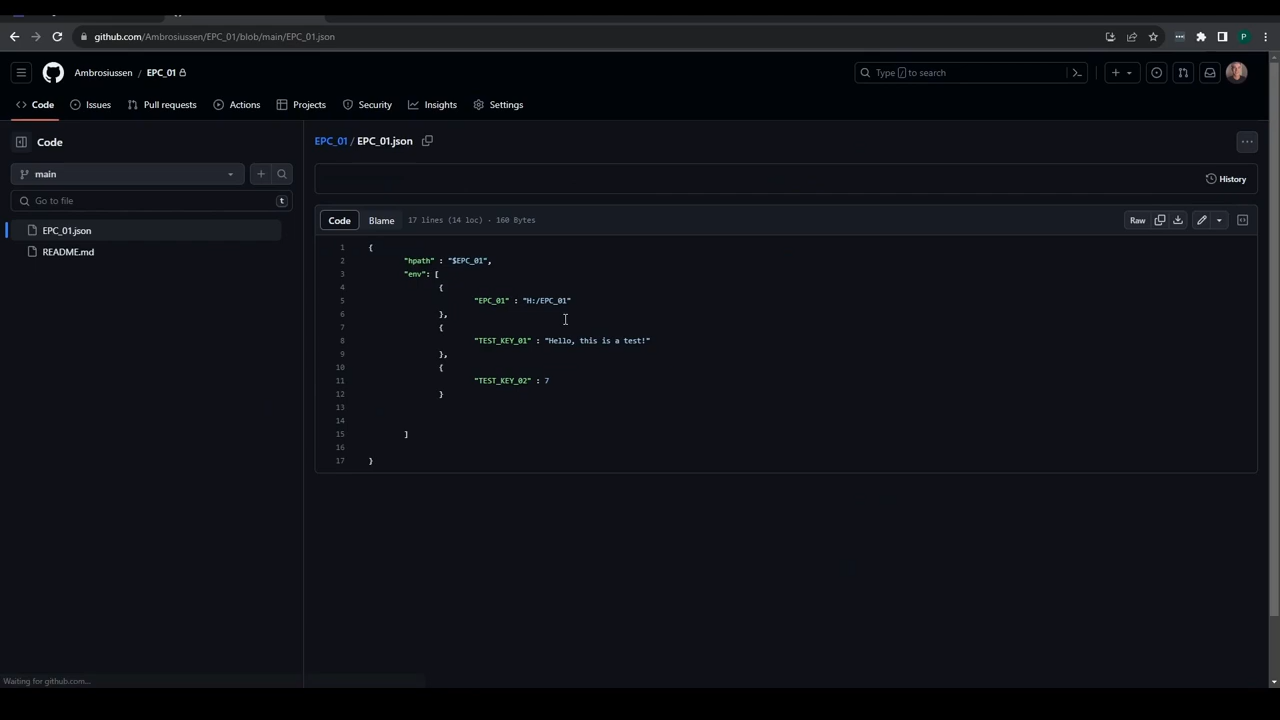 github.com/Ambrosiussen/EPC_01/blob/main/EPC_01.json
P
Ambrosiussen / EPC_01
Type / to search
Code Issues Pull requests Actions Projects Security Insights Settings
Code
EPC_01 / EPC_01.json
main
History
Go to file t
Code Blame 17 lines (14 loc) · 160 Bytes
Raw
EPC_01.json
README.md
1 {
2 "hpath" : "$EPC_01",
3 "env": [
4 {
5 "EPC_01" : "H:/EPC_01"
6 },
7 {
8 "TEST_KEY_01" : "Hello, this is a test!"
9 },
10 {
11 "TEST_KEY_02" : 7
12 }
13
14
15 ]
16
17 }
Waiting for github.com...